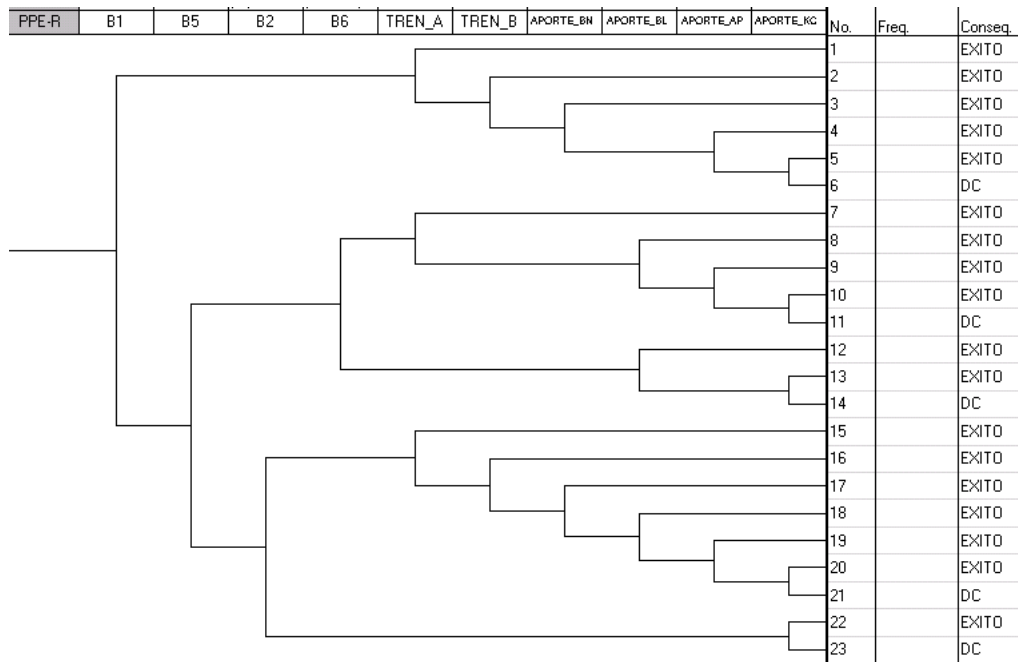 PPE-R B1 B5 B2 B6 TREN_A TREN_B APORTE_BN APORTE_BL APORTE_AP APORTE_KC No. Freq. Conseq.
1 EXITO
2 EXITO
3 EXITO
4 EXITO
5 EXITO
6 DC
7 EXITO
8 EXITO
9 EXITO
10 EXITO
11 DC
12 EXITO
13 EXITO
14 DC
15 EXITO
16 EXITO
17 EXITO
18 EXITO
19 EXITO
20 EXITO
21 DC
22 EXITO
23 DC